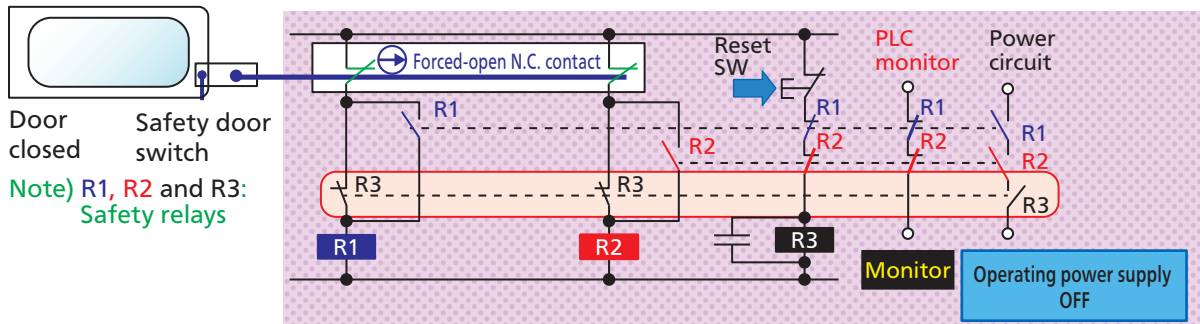 Door
closed
Safety door
switch
Note) R1, R2 and R3:
Safety relays
Forced-open N.C. contact
Reset
SW
PLC
monitor
Power
circuit
R1
R1
R1
R1
R2
R2
R2
R2
R3
R3
R3
R1
R2
R3
Monitor
Operating power supply
OFF